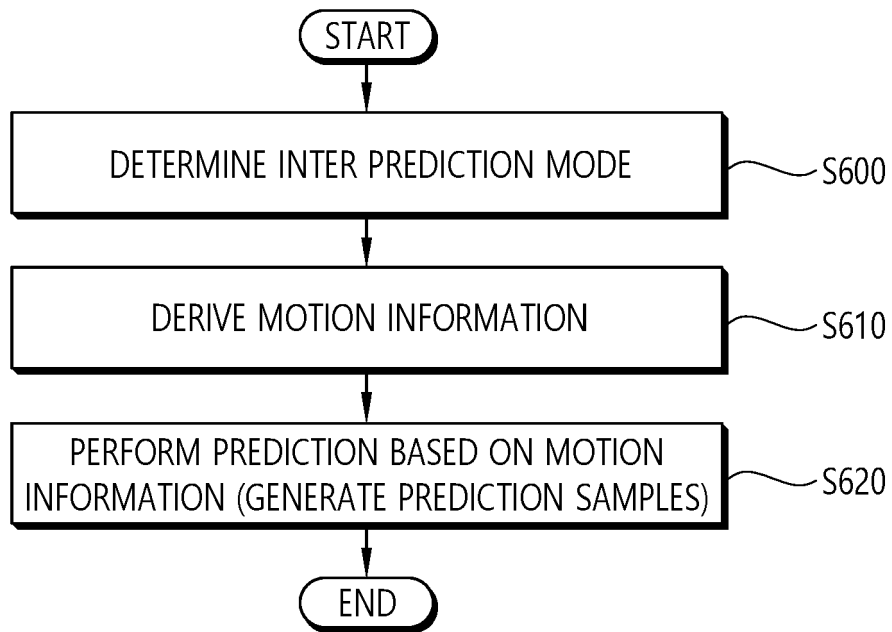 START
DETERMINE INTER PREDICTION MODE
S600
DERIVE MOTION INFORMATION
S610
PERFORM PREDICTION BASED ON MOTION
INFORMATION (GENERATE PREDICTION SAMPLES)
S620
END